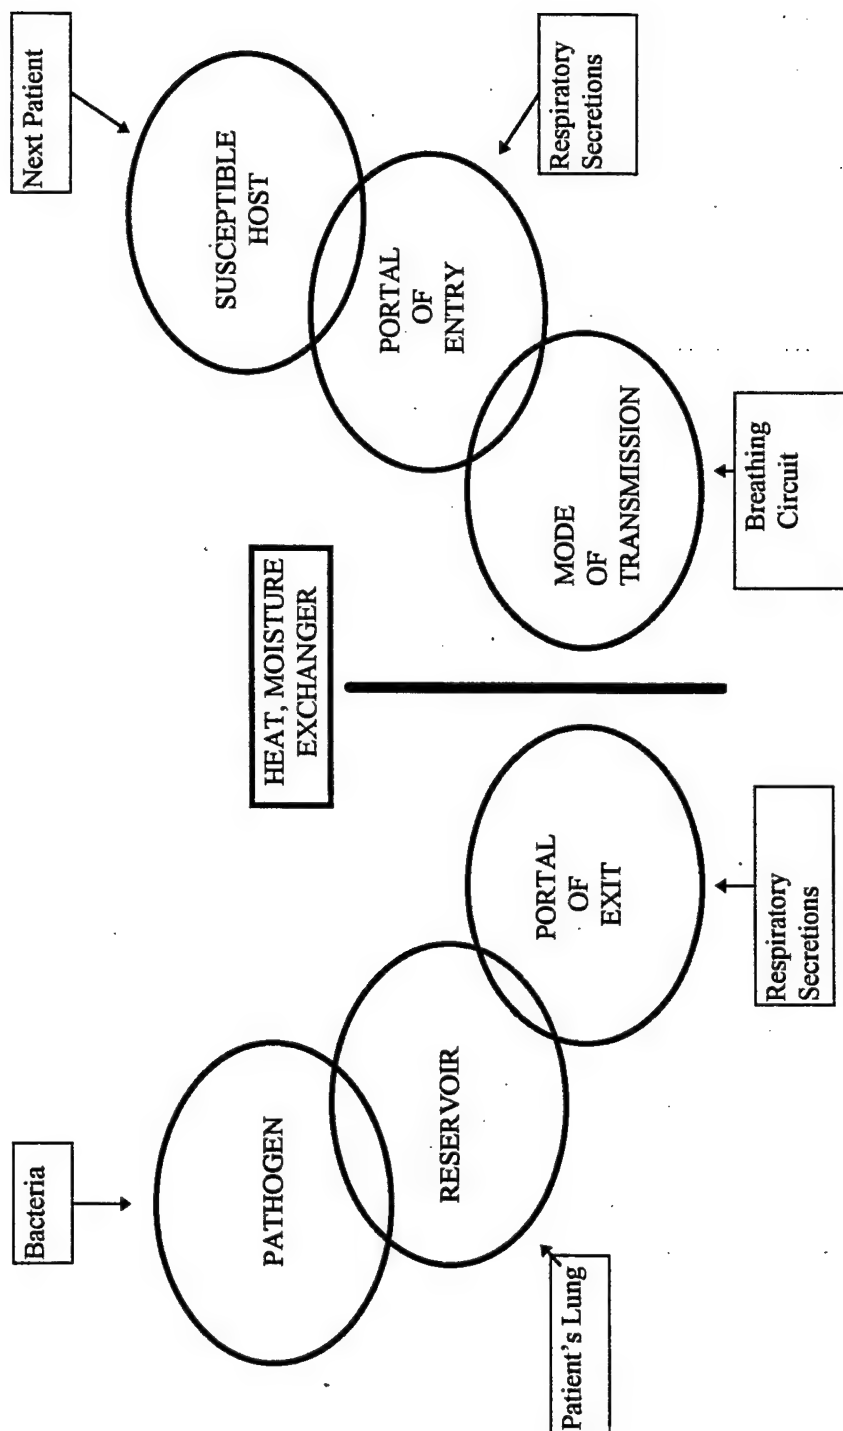 Bacteria
PATHOGEN
Patient's Lung
RESERVOIR
PORTAL
OF
EXIT
Respiratory
Secretions
HEAT, MOISTURE
EXCHANGER
MODE
OF
TRANSMISSION
Breathing
Circuit
PORTAL
OF
ENTRY
Respiratory
Secretions
SUSCEPTIBLE
HOST
Next Patient